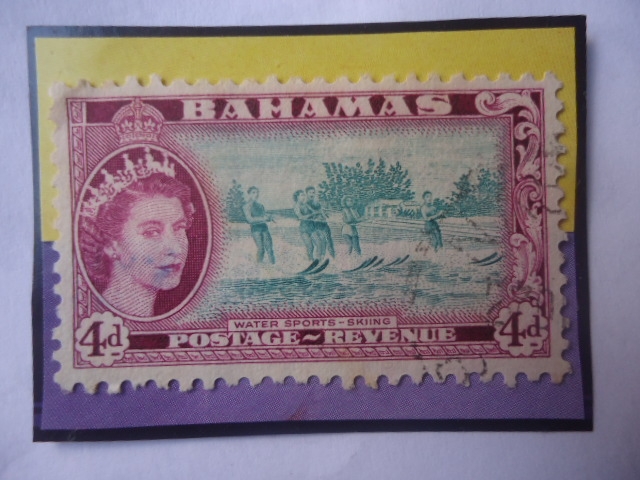 BAHAMAS
WATER SPORTS-SKIING
4d POSTAGE~REVENUE 4d